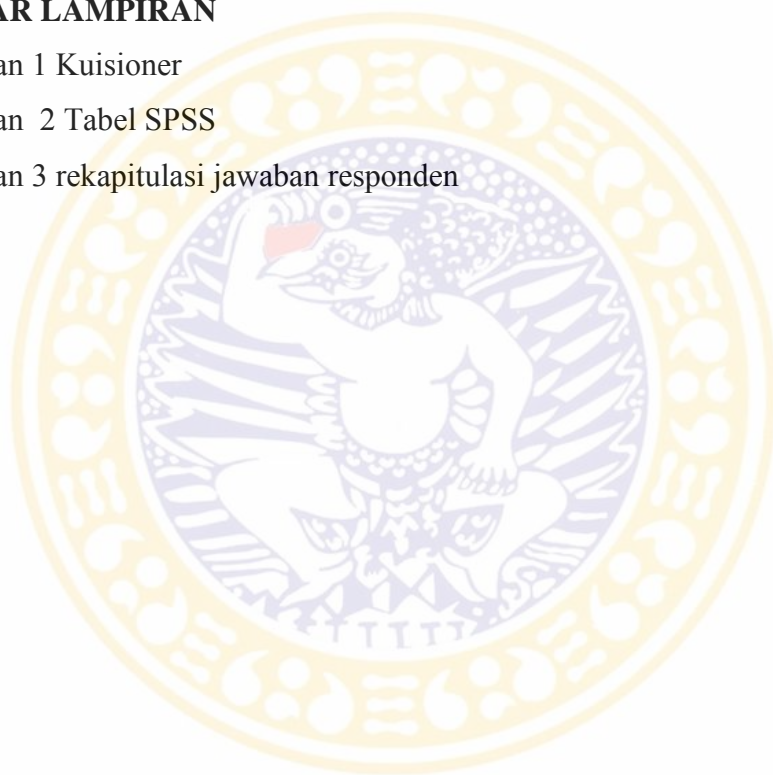 AR LAMPIRAN
an 1 Kuisioner
an 2 Tabel SPSS
an 3 rekapitulasi jawaban responden